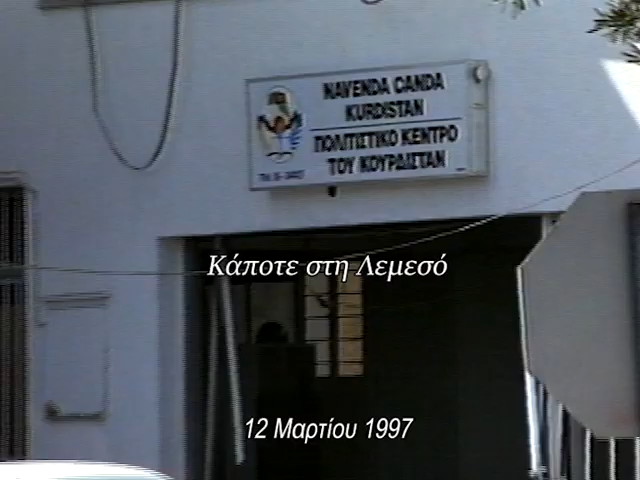 NAVENDA CANDA
KURDISTAN
ΠΟΛΙΤΙΣΤΙΚΟ ΚΕΝΤΡΟ
ΤΟΥ ΚΟΥΡΔΙΣΤΑΝ
Κάποτε στη Λεμεσό
12 Μαρτίου 1997